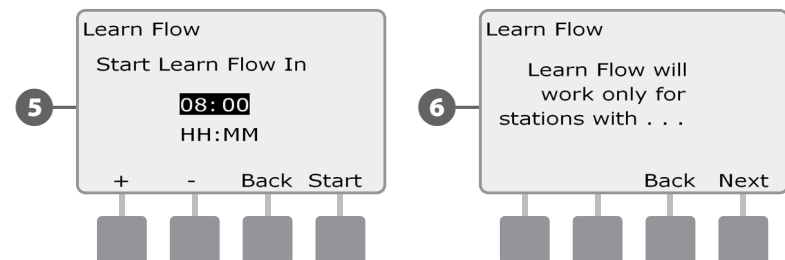 5
Learn Flow
Start Learn Flow In
08:00
HH:MM
+ - Back Start
6
Learn Flow
Learn Flow will
work only for
stations with . . .
Back Next